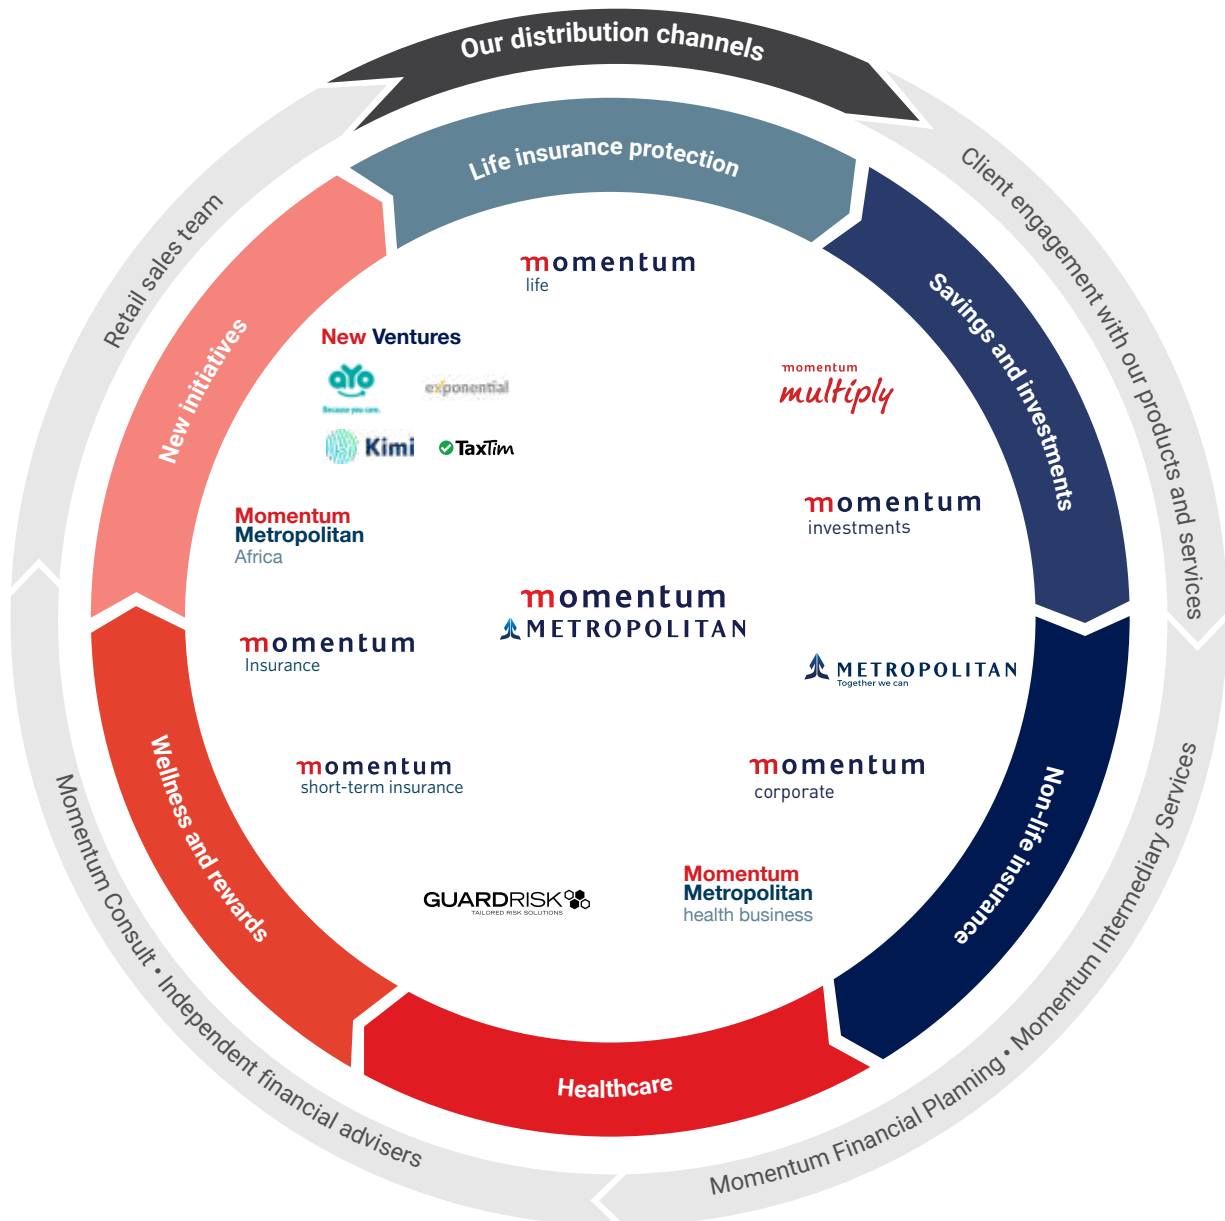 Our distribution channels
Client engagement with our products and services
Momentum Financial Planning • Momentum Intermediary Services
Momentum Consult • Independent financial advisers
Retail sales team
Life insurance protection
Savings and investments
Non-life insurance
Healthcare
Wellness and rewards
New initiatives
momentum
life
New Ventures
aYo
Because you care.
exponential
Kimi
TaxTim
momentum
multiply
momentum
investments
Momentum
Metropolitan
Africa
momentum
METROPOLITAN
momentum
Insurance
METROPOLITAN
Together we can
momentum
short-term insurance
momentum
corporate
GUARDRISK
TAILORED RISK SOLUTIONS
Momentum
Metropolitan
health business